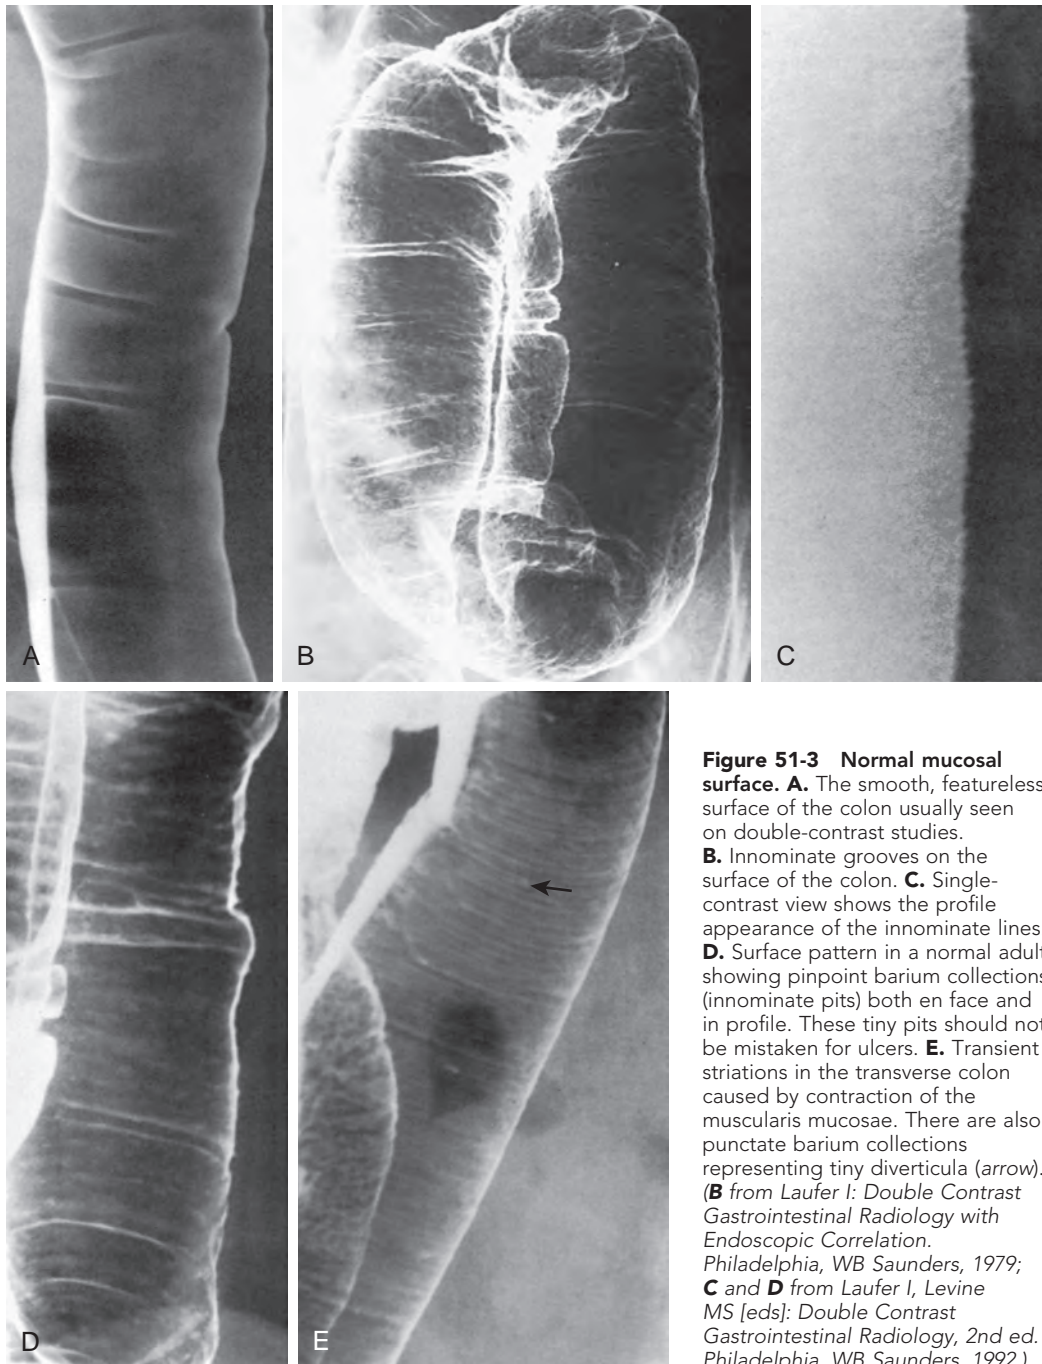 A
B
C
D
E
Figure 51-3 Normal mucosal
surface. A. The smooth, featureless
surface of the colon usually seen
on double-contrast studies.
B. Innominate grooves on the
surface of the colon. C. Single-
contrast view shows the profile
appearance of the innominate lines
D. Surface pattern in a normal adult
showing pinpoint barium collections
(innominate pits) both en face and
in profile. These tiny pits should not
be mistaken for ulcers. E. Transient
striations in the transverse colon
caused by contraction of the
muscularis mucosae. There are also
punctate barium collections
representing tiny diverticula (arrow).
(B from Laufer I: Double Contrast
Gastrointestinal Radiology with
Endoscopic Correlation.
Philadelphia, WB Saunders, 1979;
C and D from Laufer I, Levine
MS [eds]: Double Contrast
Gastrointestinal Radiology, 2nd ed.
Philadelphia, WB Saunders, 1992.)